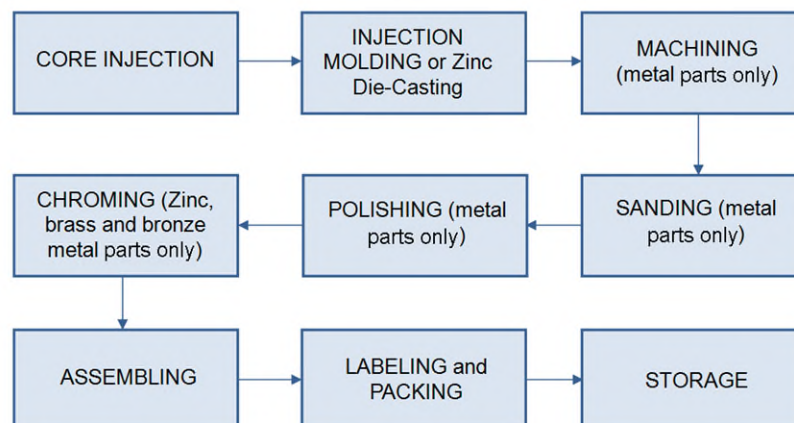 CORE INJECTION
INJECTION
MOLDING or Zinc
Die-Casting
MACHINING
(metal parts only)
CHROMING (Zinc,
brass and bronze
metal parts only)
POLISHING (metal
parts only)
SANDING (metal
parts only)
ASSEMBLING
LABELING and
PACKING
STORAGE